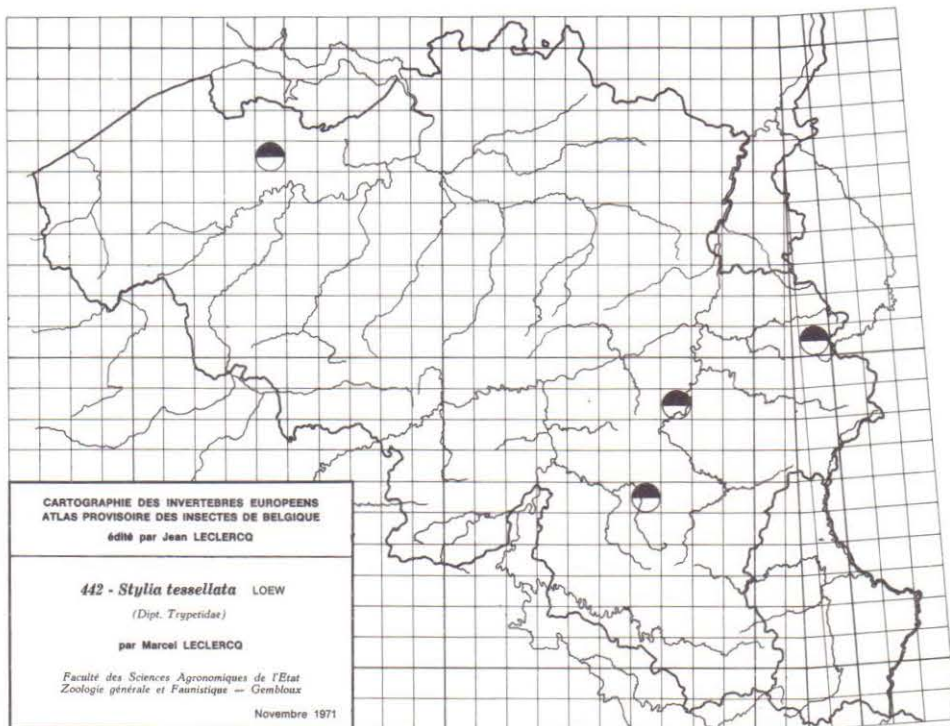 CARTOGRAPHIE DES INVERTEBRES EUROPEENS
ATLAS PROVISOIRE DES INSECTES DE BELGIQUE
édité par Jean LECLERCQ
442 - Stylia tessellata LOEW
(Dipt. Trypetidae)
par Marcel LECLERCQ
Faculté des Sciences Agronomiques de l'Etat
Zoologie générale et Faunistique — Gembloux
Novembre 1971